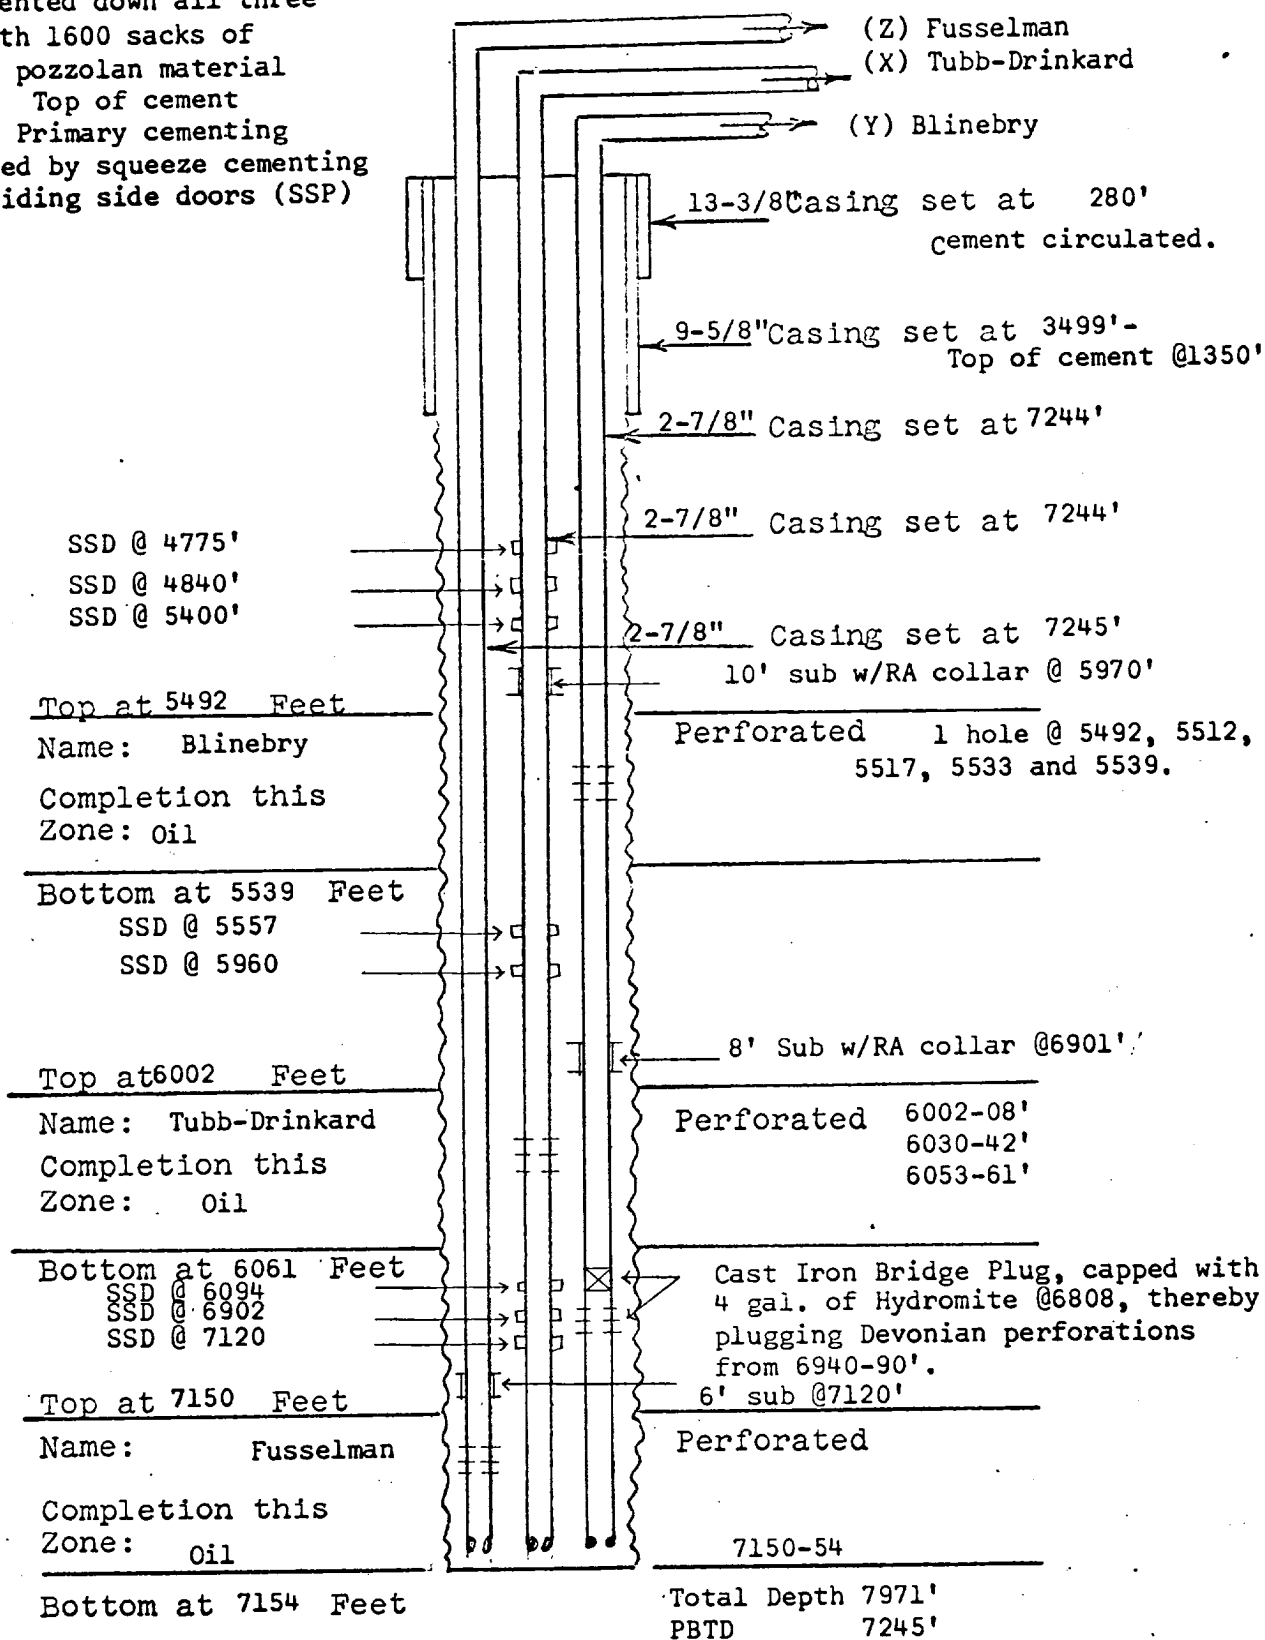 ented down all three
th 1600 sacks of
pozzolan material
Top of cement
Primary cementing
ed by squeeze cementing
iding side doors (SSP)
(Z) Fusselman
(X) Tubb-Drinkard
(Y) Blinebry
13-3/8" Casing set at 280'
Cement circulated.
9-5/8" Casing set at 3499'-
Top of cement @1350'
2-7/8" Casing set at 7244'
2-7/8" Casing set at 7244'
2-7/8" Casing set at 7245'
10' sub w/RA collar @ 5970'
SSD @ 4775'
SSD @ 4840'
SSD @ 5400'
Top at 5492 Feet
Name: Blinebry
Completion this
Zone: Oil
Perforated 1 hole @ 5492, 5512,
5517, 5533 and 5539.
Bottom at 5539 Feet
SSD @ 5557
SSD @ 5960
8' Sub w/RA collar @6901'
Top at 6002 Feet
Name: Tubb-Drinkard
Completion this
Zone: Oil
Perforated 6002-08'
6030-42'
6053-61'
Bottom at 6061 Feet
SSD @ 6094
SSD @ 6902
SSD @ 7120
Cast Iron Bridge Plug, capped with
4 gal. of Hydromite @6808, thereby
plugging Devonian perforations
from 6940-90'.
6' sub @7120'
Top at 7150 Feet
Name: Fusselman
Completion this
Zone: Oil
Perforated
7150-54
Bottom at 7154 Feet
Total Depth 7971'
PBTD 7245'